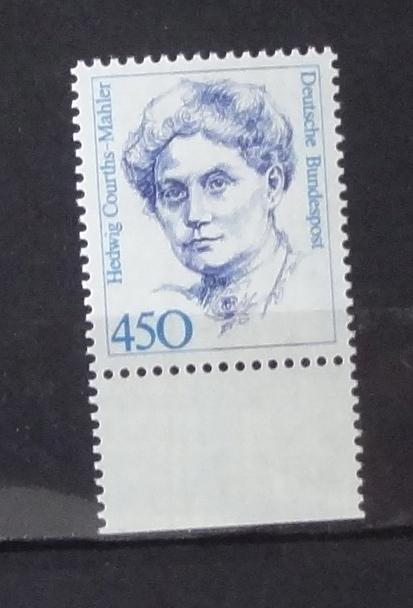 Hedwig Courths-Mahler
Deutsche Bundespost
450